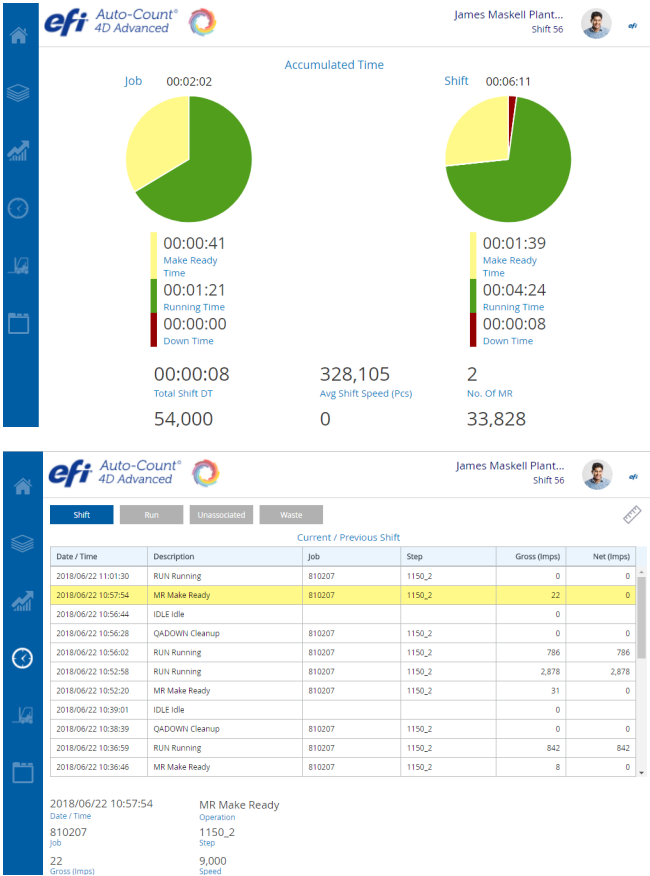 efi Auto-Count® 4D Advanced
James Maskell Plant...
Shift 56
efi
Accumulated Time
Job 00:02:02
Shift 00:06:11
00:00:41
Make Ready
Time
00:01:21
Running Time
00:00:00
Down Time
00:01:39
Make Ready
Time
00:04:24
Running Time
00:00:08
Down Time
00:00:08 328,105 2
Total Shift DT Avg Shift Speed (Pcs) No. Of MR
54,000 0 33,828
efi Auto-Count® 4D Advanced
James Maskell Plant...
Shift 56
efi
Shift Run Unassociated Waste
Current / Previous Shift
Date / Time Description Job Step Gross (Imps) Net (Imps)
2018/06/22 11:01:30 RUN Running 810207 1150_2 0 0
2018/06/22 10:57:54 MR Make Ready 810207 1150_2 22 0
2018/06/22 10:56:44 IDLE Idle 0
2018/06/22 10:56:28 QADOWN Cleanup 810207 1150_2 0 0
2018/06/22 10:56:02 RUN Running 810207 1150_2 786 786
2018/06/22 10:52:58 RUN Running 810207 1150_2 2,878 2,878
2018/06/22 10:52:20 MR Make Ready 810207 1150_2 31 0
2018/06/22 10:39:01 IDLE Idle 0
2018/06/22 10:38:39 QADOWN Cleanup 810207 1150_2 0 0
2018/06/22 10:36:59 RUN Running 810207 1150_2 842 842
2018/06/22 10:36:46 MR Make Ready 810207 1150_2 8 0
2018/06/22 10:57:54 MR Make Ready
Date / Time Operation
810207 1150_2
Job Step
22 9,000
Gross (Imps) Speed